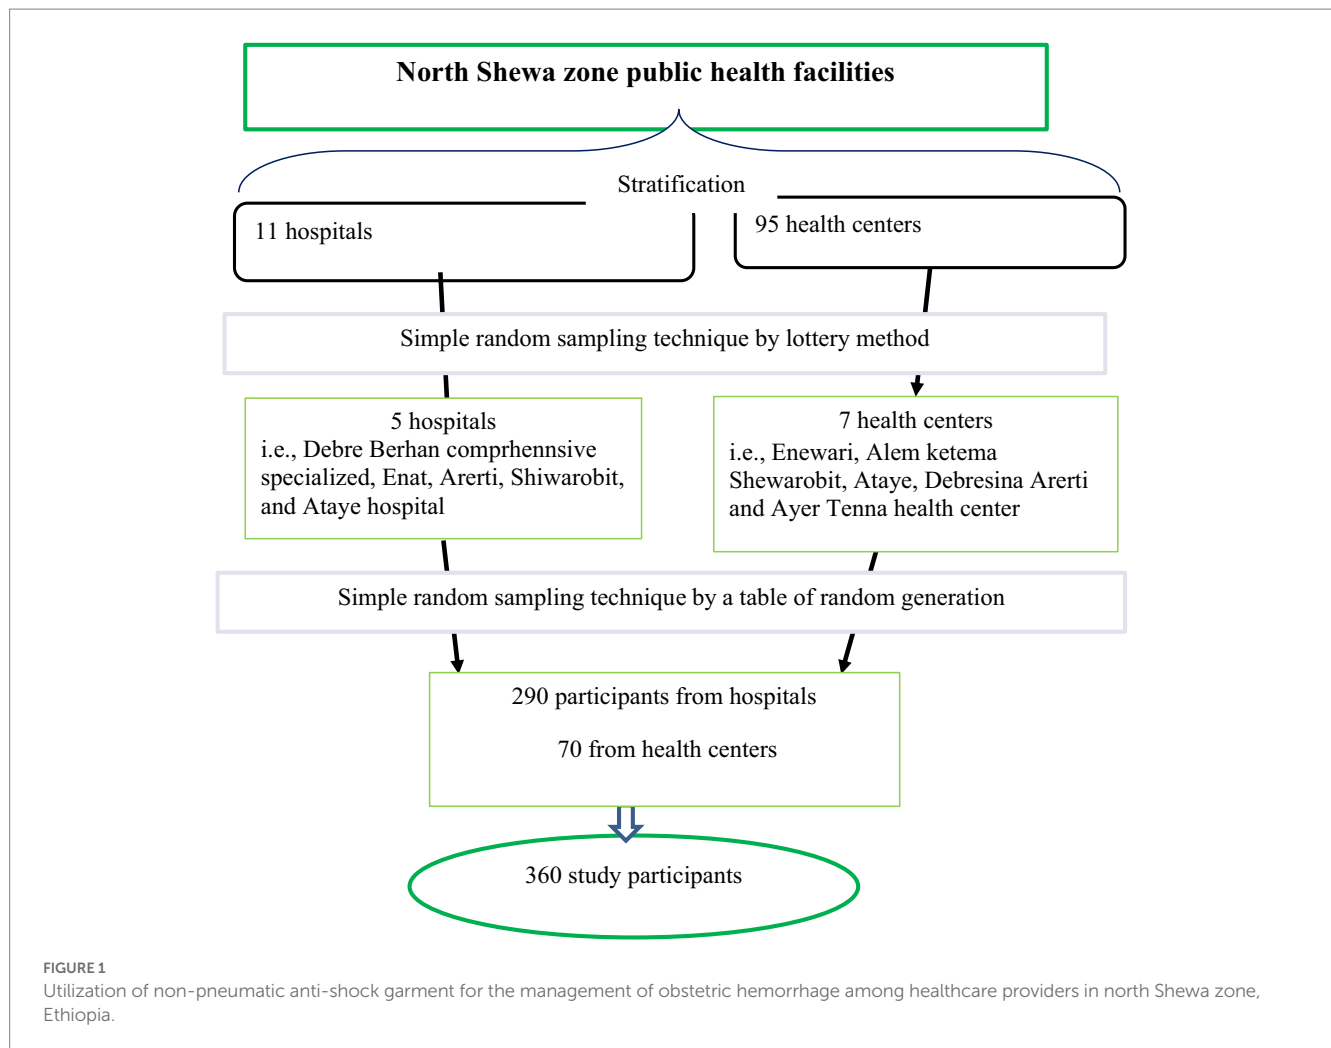 North Shewa zone public health facilities
Stratification
11 hospitals
95 health centers
Simple random sampling technique by lottery method
5 hospitals
i.e., Debre Berhan comprhennsive
specialized, Enat, Arerti, Shiwarobit,
and Ataye hospital
7 health centers
i.e., Enewari, Alem ketema
Shewarobit, Ataye, Debresina Arerti
and Ayer Tenna health center
Simple random sampling technique by a table of random generation
290 participants from hospitals
70 from health centers
360 study participants
FIGURE 1
Utilization of non-pneumatic anti-shock garment for the management of obstetric hemorrhage among healthcare providers in north Shewa zone,
Ethiopia.